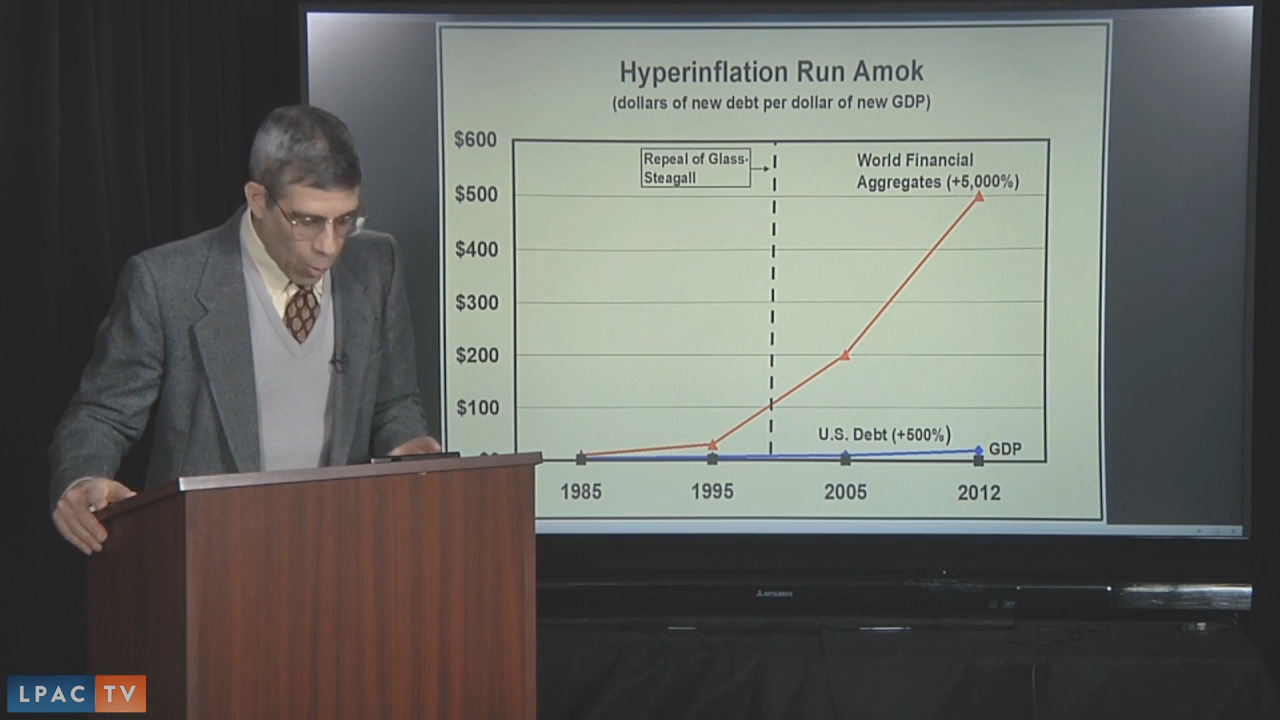 Hyperinflation Run Amok
(dollars of new debt per dollar of new GDP)
$600
Repeal of Glass-
Steagall
World Financial
Aggregates (+5,000%)
$500
$400
$300
$200
$100
U.S. Debt (+500%)
GDP
1985
1995
2005
2012
MITSUBISHI
LPAC TV